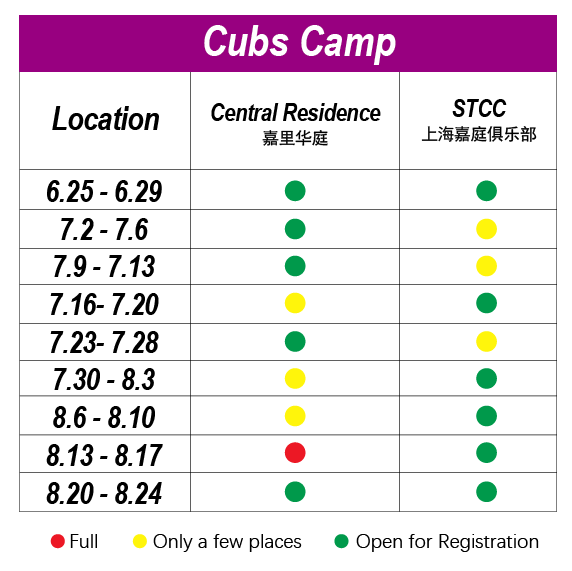 Cubs Camp
Location
Central Residence
嘉里华庭
STCC
上海嘉庭俱乐部
6.25 - 6.29
7.2 - 7.6
7.9 - 7.13
7.16- 7.20
7.23- 7.28
7.30 - 8.3
8.6 - 8.10
8.13 - 8.17
8.20 - 8.24
Full Only a few places Open for Registration